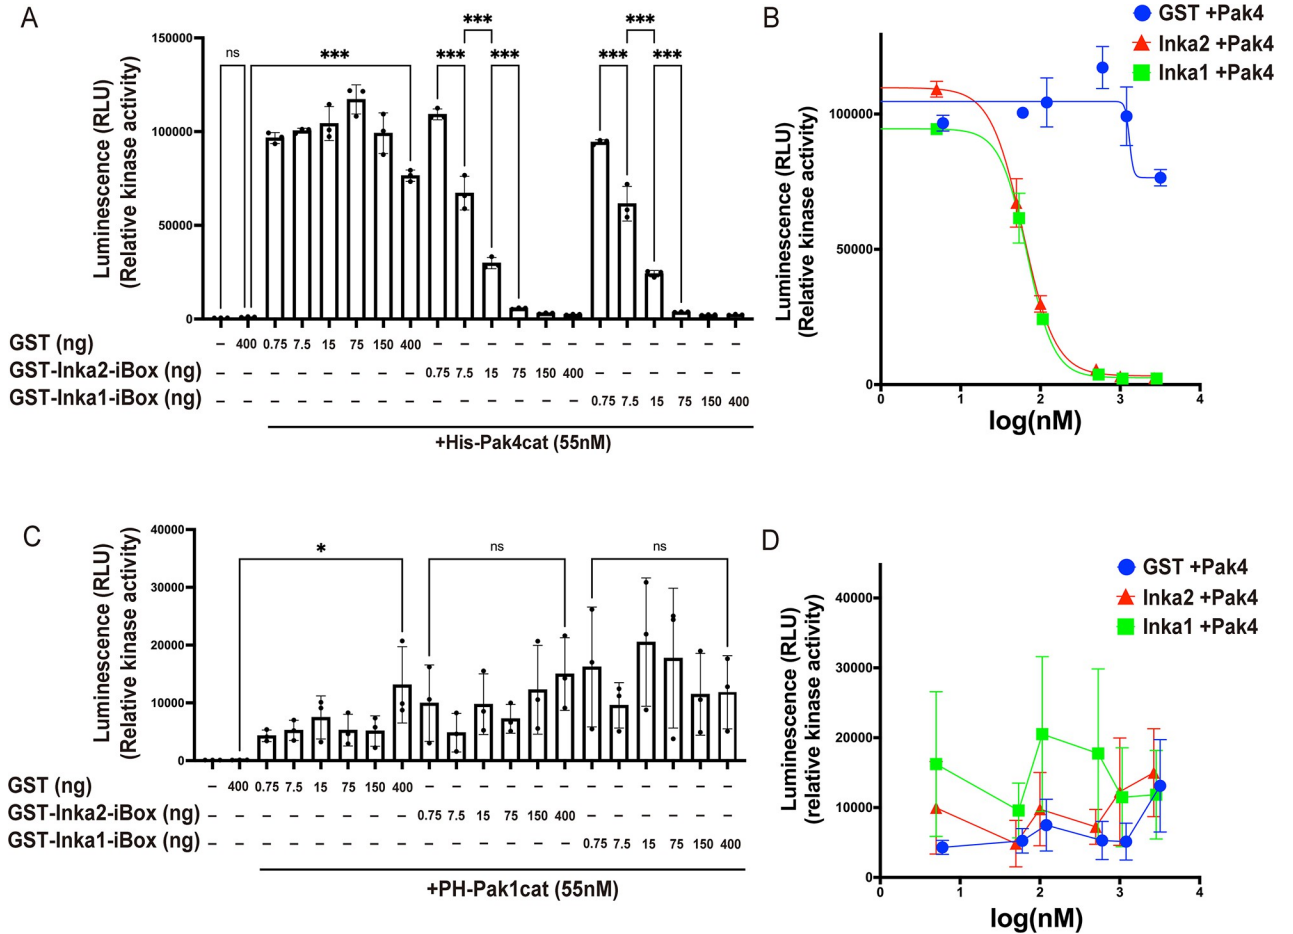 A
Luminescence (RLU)
(Relative kinase activity)
150000
100000
50000
0
ns
***
***
***
***
***
***
***
GST (ng) – 400 0.75 7.5 15 75 150 400 – – – – – – – – – – – –
GST-Inka2-iBox (ng) – – – – – – – – 0.75 7.5 15 75 150 400 – – – – – –
GST-Inka1-iBox (ng) – – – – – – – – – – – – – – 0.75 7.5 15 75 150 400
+His-Pak4cat (55nM)
B
GST +Pak4
Inka2 +Pak4
Inka1 +Pak4
Luminescence (RLU)
(Relative kinase activity)
100000
50000
0
0 1 2 3 4
log(nM)
C
Luminescence (RLU)
(Relative kinase activity)
40000
30000
20000
10000
0
*
ns
ns
GST (ng) – 400 0.75 7.5 15 75 150 400 – – – – – – – – – – – –
GST-Inka2-iBox (ng) – – – – – – – – 0.75 7.5 15 75 150 400 – – – – – –
GST-Inka1-iBox (ng) – – – – – – – – – – – – – – 0.75 7.5 15 75 150 400
+PH-Pak1cat (55nM)
D
GST +Pak4
Inka2 +Pak4
Inka1 +Pak4
Luminescence (RLU)
(relative kinase activity)
40000
30000
20000
10000
0
0 1 2 3 4
log(nM)